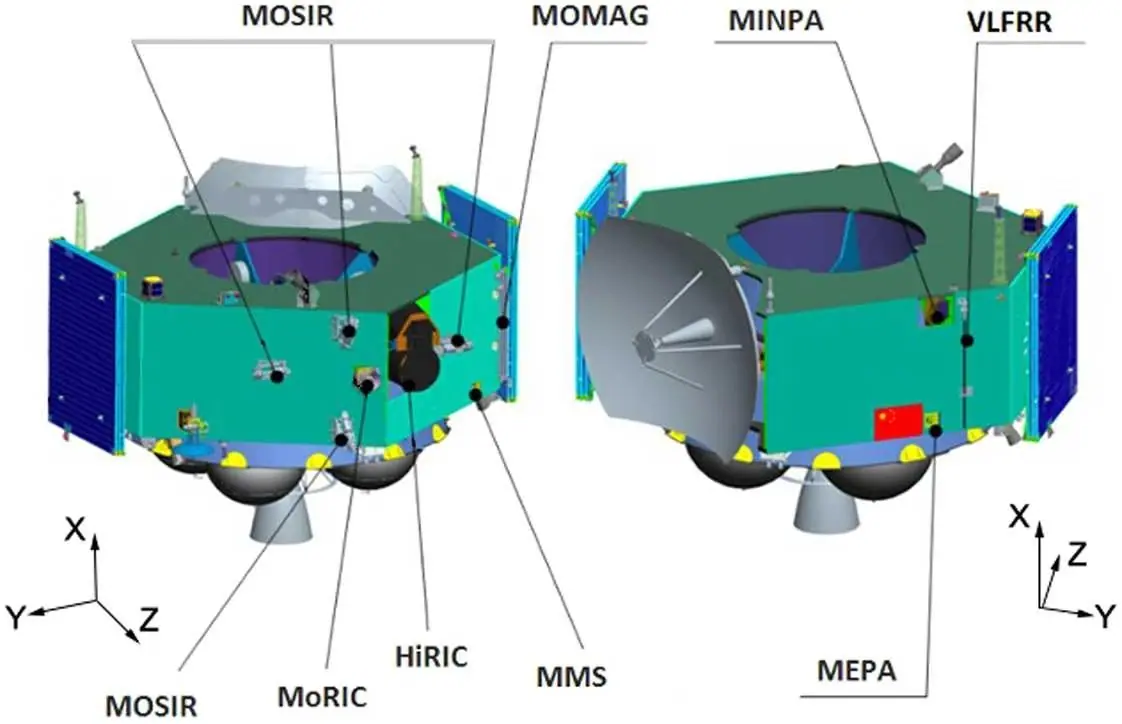 MOSIR
MOMAG
MINPA
VLFRR
X
Y
Z
X
Z
Y
HiRIC
MMS
MEPA
MoRIC
MOSIR